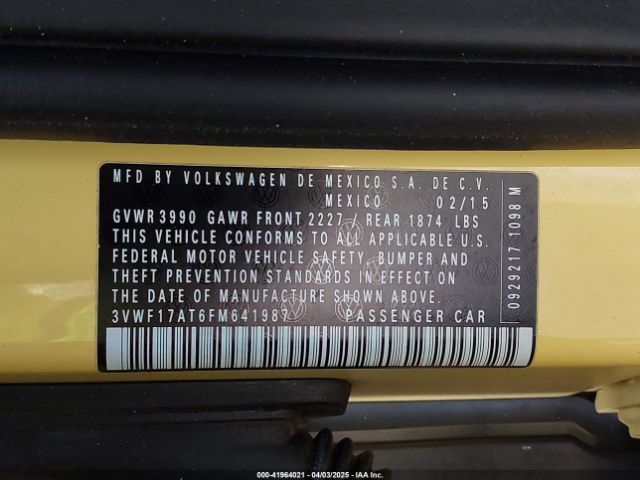 MFD BY VOLKSWAGEN DE MEXICO S.A. DE C.V.
MEXICO 02/15
GVWR 3990 GAWR FRONT 2227 / REAR 1874 LBS
THIS VEHICLE CONFORMS TO ALL APPLICABLE U.S.
FEDERAL MOTOR VEHICLE SAFETY, BUMPER AND
THEFT PREVENTION STANDARDS IN EFFECT ON
THE DATE OF MANUFACTURE SHOWN ABOVE.
3VWF17AT6FM641987 PASSENGER CAR
0929217 1098 M
000-41964021 - 04/03/2025 - IAA Inc.